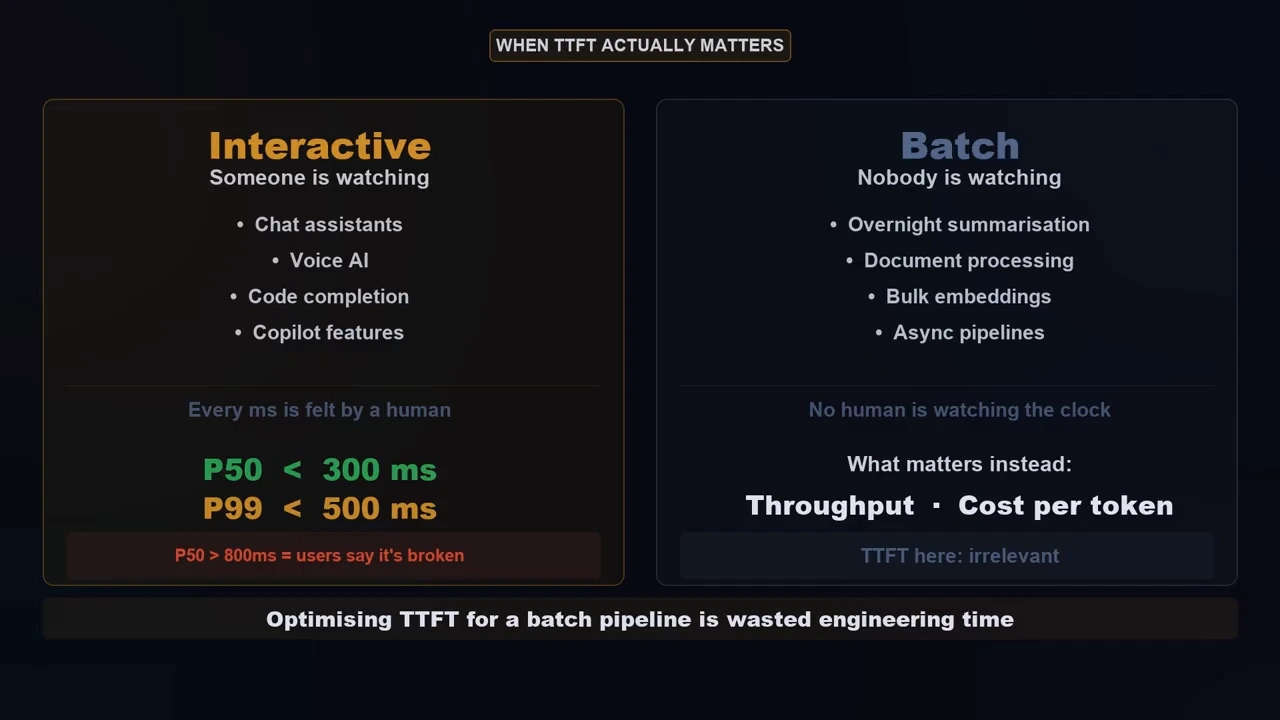 WHEN TTFT ACTUALLY MATTERS
Interactive
Someone is watching
• Chat assistants
• Voice AI
• Code completion
• Copilot features
Every ms is felt by a human
P50 < 300 ms
P99 < 500 ms
P50 > 800ms = users say it's broken
Batch
Nobody is watching
• Overnight summarisation
• Document processing
• Bulk embeddings
• Async pipelines
No human is watching the clock
What matters instead:
Throughput · Cost per token
TTFT here: irrelevant
Optimising TTFT for a batch pipeline is wasted engineering time